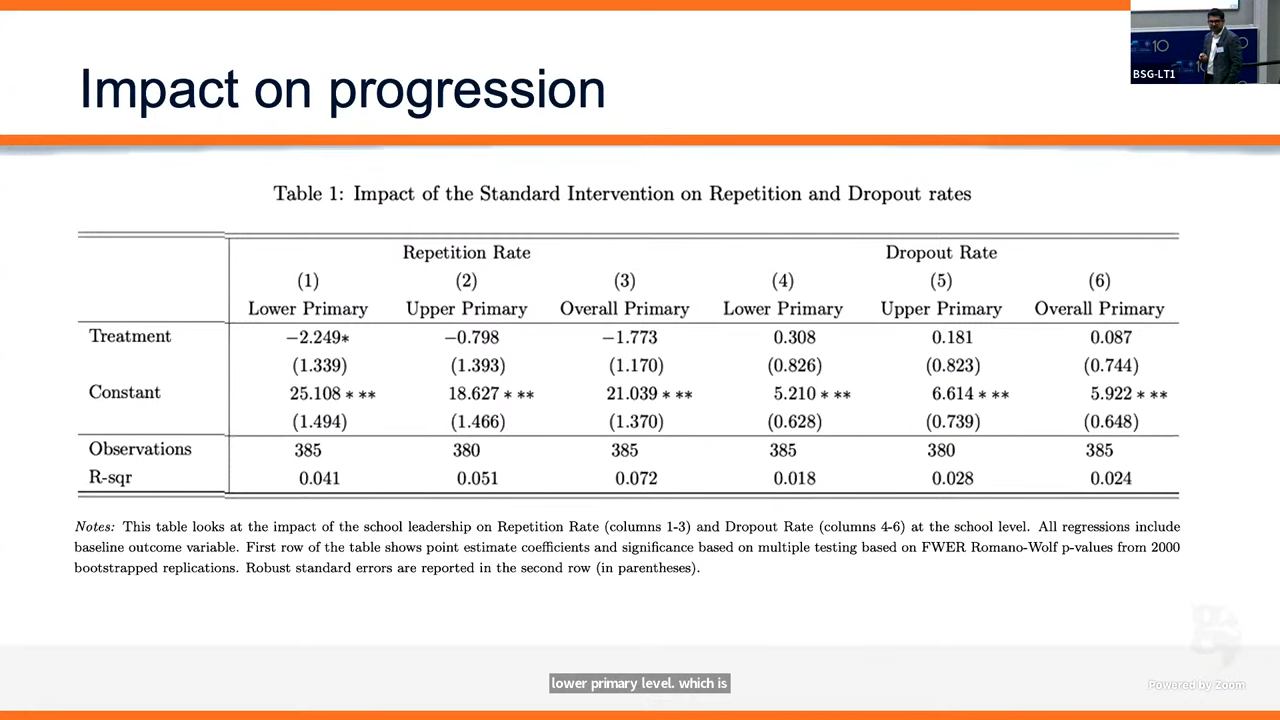 10
BSG-LT1
Impact on progression
Table 1: Impact of the Standard Intervention on Repetition and Dropout rates
Repetition Rate Dropout Rate
(1) (2) (3) (4) (5) (6)
Lower Primary Upper Primary Overall Primary Lower Primary Upper Primary Overall Primary
Treatment −2.249* −0.798 −1.773 0.308 0.181 0.087
(1.339) (1.393) (1.170) (0.826) (0.823) (0.744)
Constant 25.108*** 18.627*** 21.039*** 5.210*** 6.614*** 5.922***
(1.494) (1.466) (1.370) (0.628) (0.739) (0.648)
Observations 385 380 385 385 380 385
R-sqr 0.041 0.051 0.072 0.018 0.028 0.024
Notes: This table looks at the impact of the school leadership on Repetition Rate (columns 1-3) and Dropout Rate (columns 4-6) at the school level. All regressions include
baseline outcome variable. First row of the table shows point estimate coefficients and significance based on multiple testing based on FWER Romano-Wolf p-values from 2000
bootstrapped replications. Robust standard errors are reported in the second row (in parentheses).
lower primary level. which is
Powered by Zoom